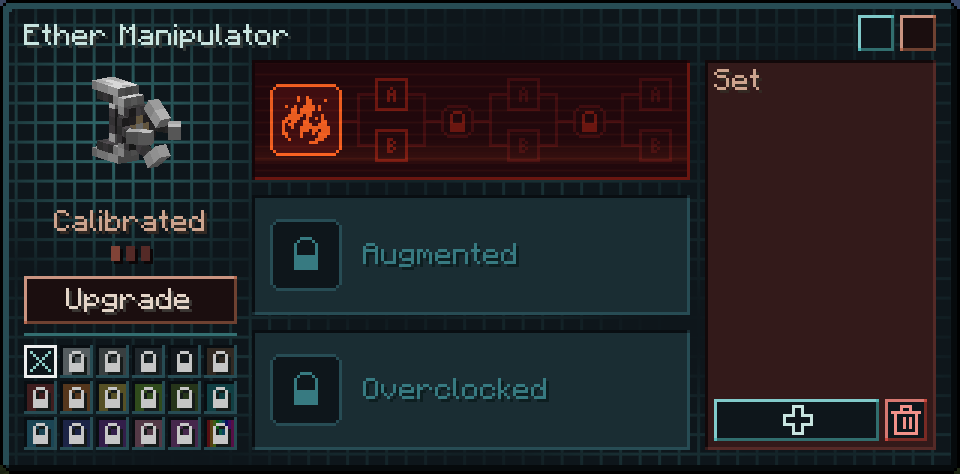 Ether Manipulator
Calibrated
Upgrade
A A A
B B B
Augmented
Overclocked
Set